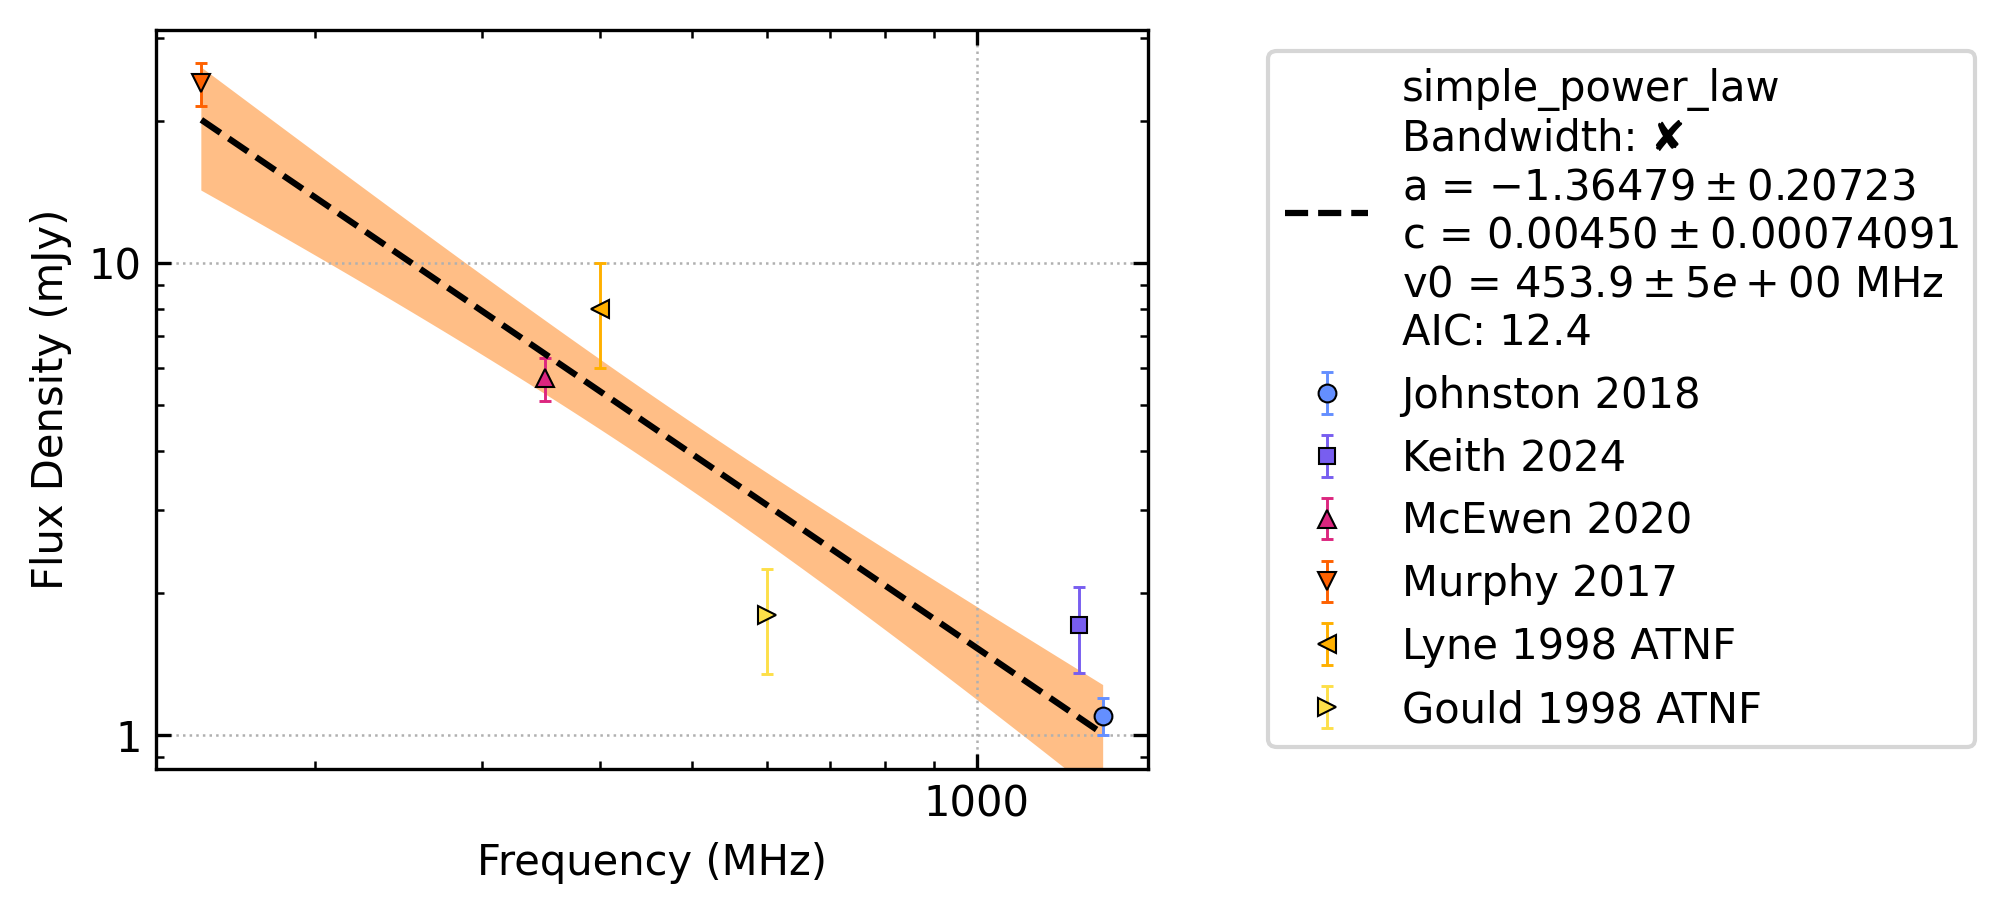 Flux Density (mJy)
10
1
1000
Frequency (MHz)
simple_power_law
Bandwidth: ✘
a = −1.36479 ± 0.20723
c = 0.00450 ± 0.00074091
v0 = 453.9 ± 5e + 00 MHz
AIC: 12.4
Johnston 2018
Keith 2024
McEwen 2020
Murphy 2017
Lyne 1998 ATNF
Gould 1998 ATNF